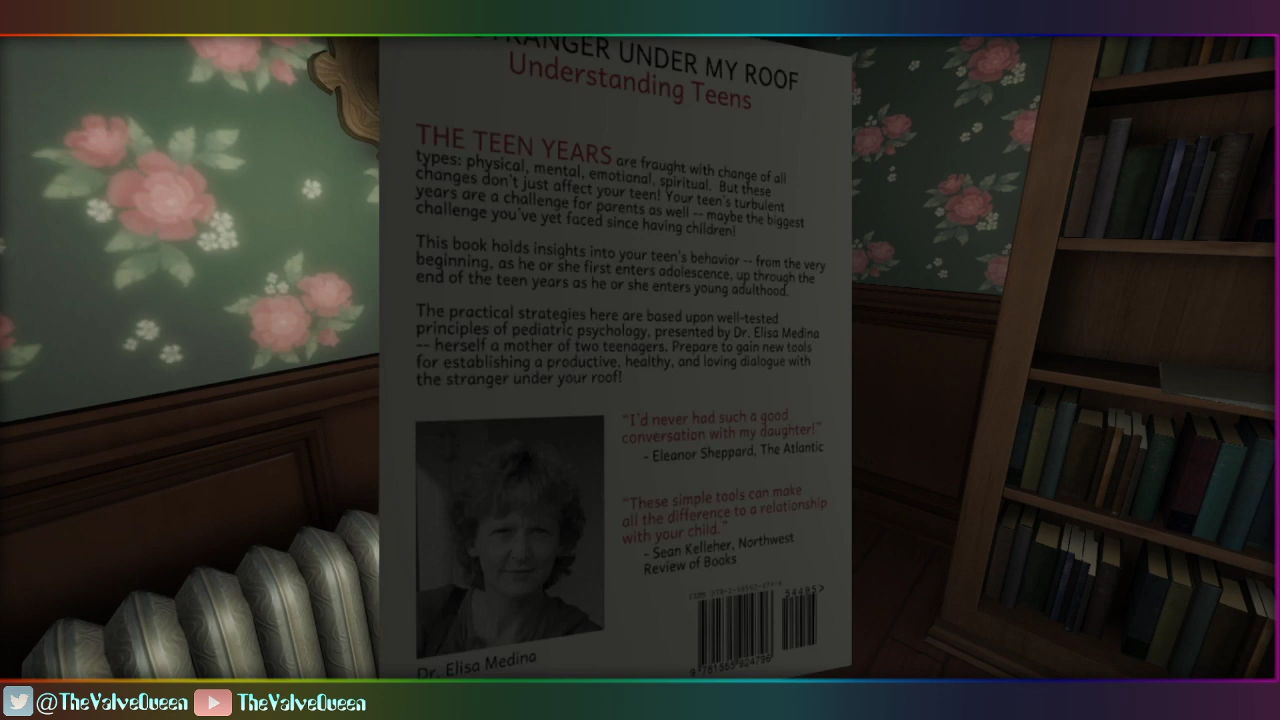 STRANGER UNDER MY ROOF
Understanding Teens
THE TEEN YEARS are fraught with change of all
types: physical, mental, emotional, spiritual. But these
changes don't just affect your teen! Your teen's turbulent
years are a challenge for parents as well -- maybe the biggest
challenge you've yet faced since having children!
This book holds insights into your teen's behavior -- from the very
beginning, as he or she first enters adolescence, up through the
end of the teen years as he or she enters young adulthood.
The practical strategies here are based upon well-tested
principles of pediatric psychology, presented by Dr. Elisa Medina
-- herself a mother of two teenagers. Prepare to gain new tools
for establishing a productive, healthy, and loving dialogue with
the stranger under your roof!
"I'd never had such a good
conversation with my daughter!"
- Eleanor Sheppard, The Atlantic
"These simple tools can make
all the difference to a relationship
with your child."
- Sean Kelleher, Northwest
Review of Books
Dr. Elisa Medina
ISBN
54495>
9 781565 924796
@TheValveQueen TheValveQueen